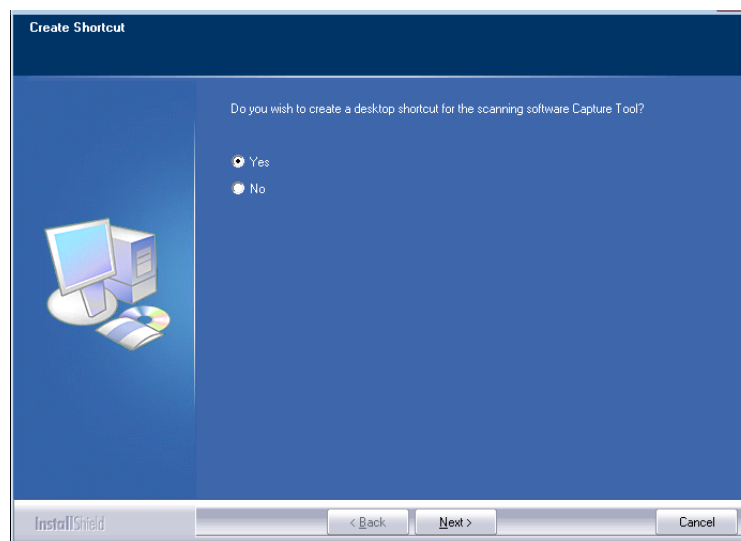 Create Shortcut
Do you wish to create a desktop shortcut for the scanning software Capture Tool?
Yes
No
InstallShield
< Back
Next >
Cancel